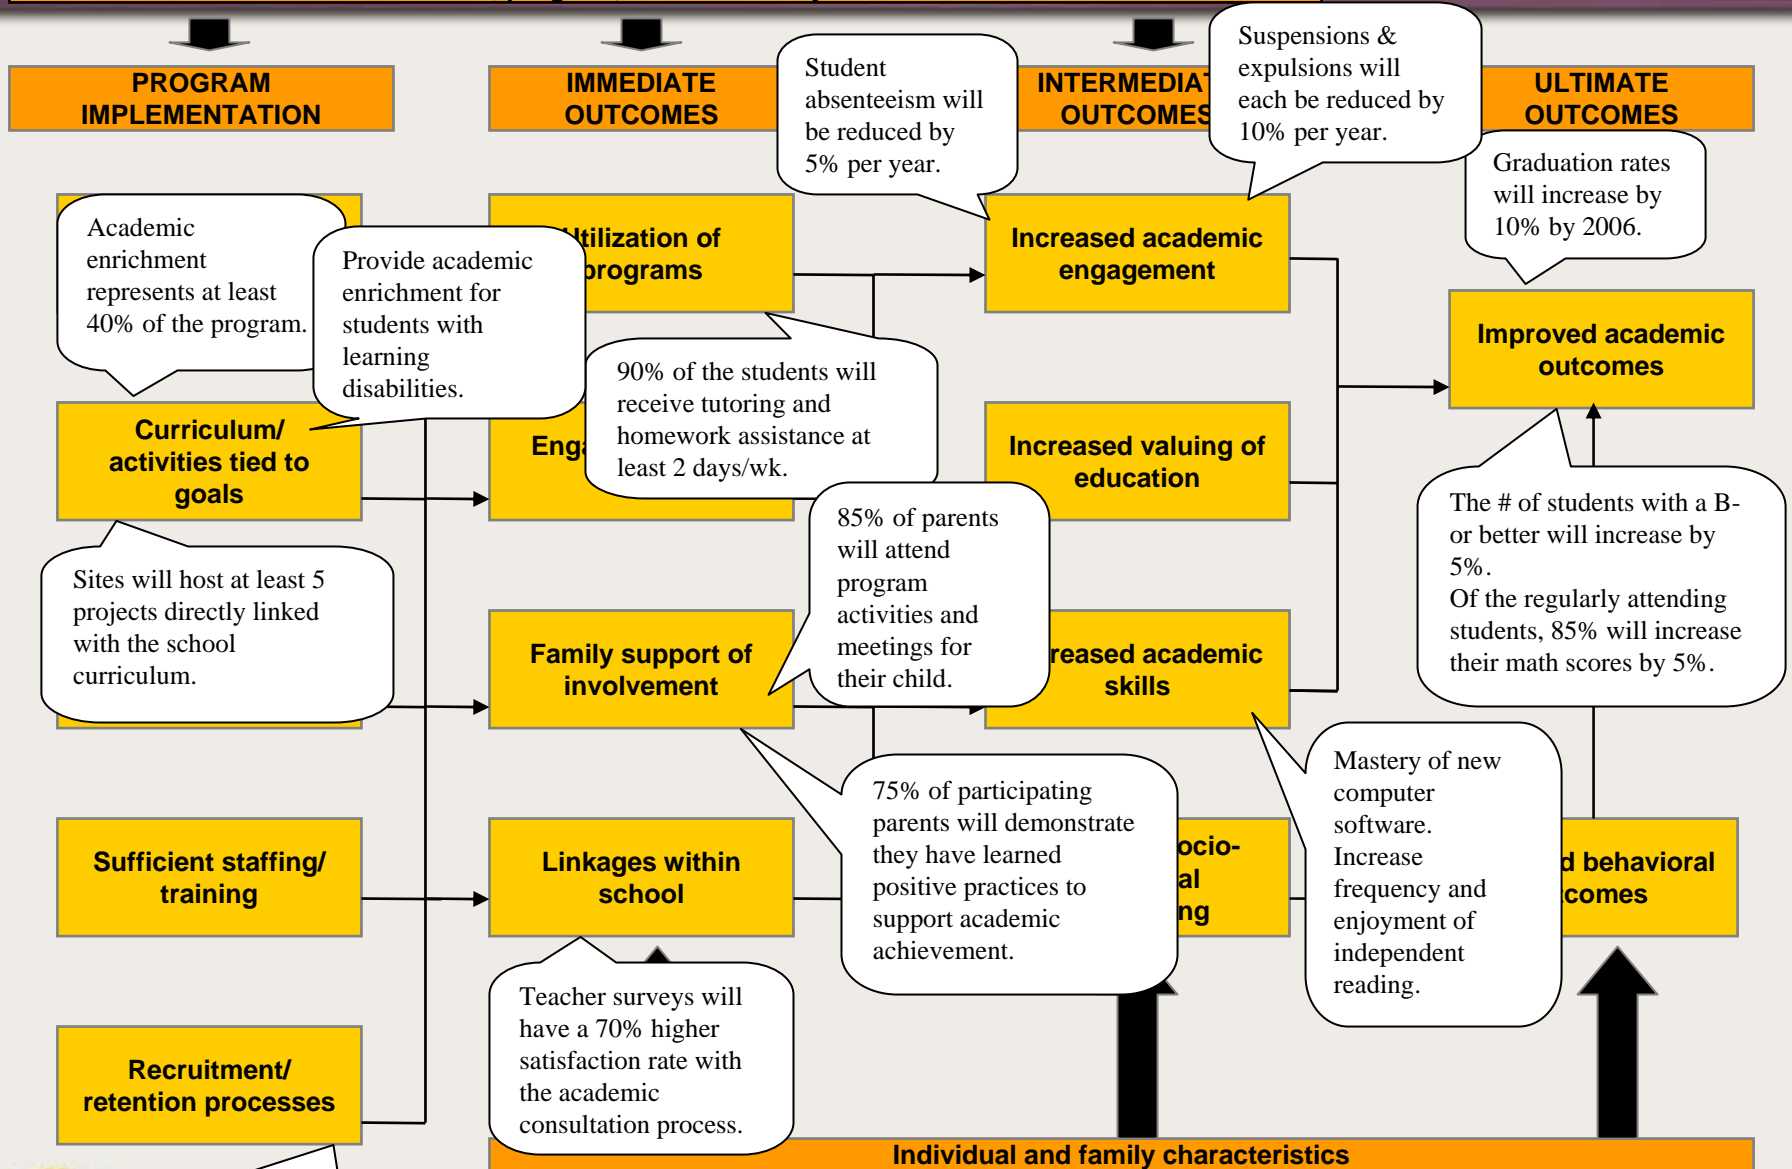 PROGRAM
IMPLEMENTATION
IMMEDIATE
OUTCOMES
INTERMEDIAT
OUTCOMES
ULTIMATE
OUTCOMES
Student
absenteeism will
be reduced by
5% per year.
Suspensions &
expulsions will
each be reduced by
10% per year.
Graduation rates
will increase by
10% by 2006.
Academic
enrichment
represents at least
40% of the program.
Provide academic
enrichment for
students with
learning
disabilities.
Utilization of
programs
Increased academic
engagement
Improved academic
outcomes
90% of the students will
receive tutoring and
homework assistance at
least 2 days/wk.
Curriculum/
activities tied to
goals
Eng
Increased valuing of
education
Sites will host at least 5
projects directly linked
with the school
curriculum.
85% of parents
will attend
program
activities and
meetings for
their child.
The # of students with a B-
or better will increase by
5%.
Of the regularly attending
students, 85% will increase
their math scores by 5%.
Family support of
involvement
reased academic
skills
75% of participating
parents will demonstrate
they have learned
positive practices to
support academic
achievement.
Mastery of new
computer
software.
Increase
frequency and
enjoyment of
independent
reading.
Sufficient staffing/
training
Linkages within
school
ocio-
al
ng
d behavioral
comes
Teacher surveys will
have a 70% higher
satisfaction rate with
the academic
consultation process.
Recruitment/
retention processes
Individual and family characteristics